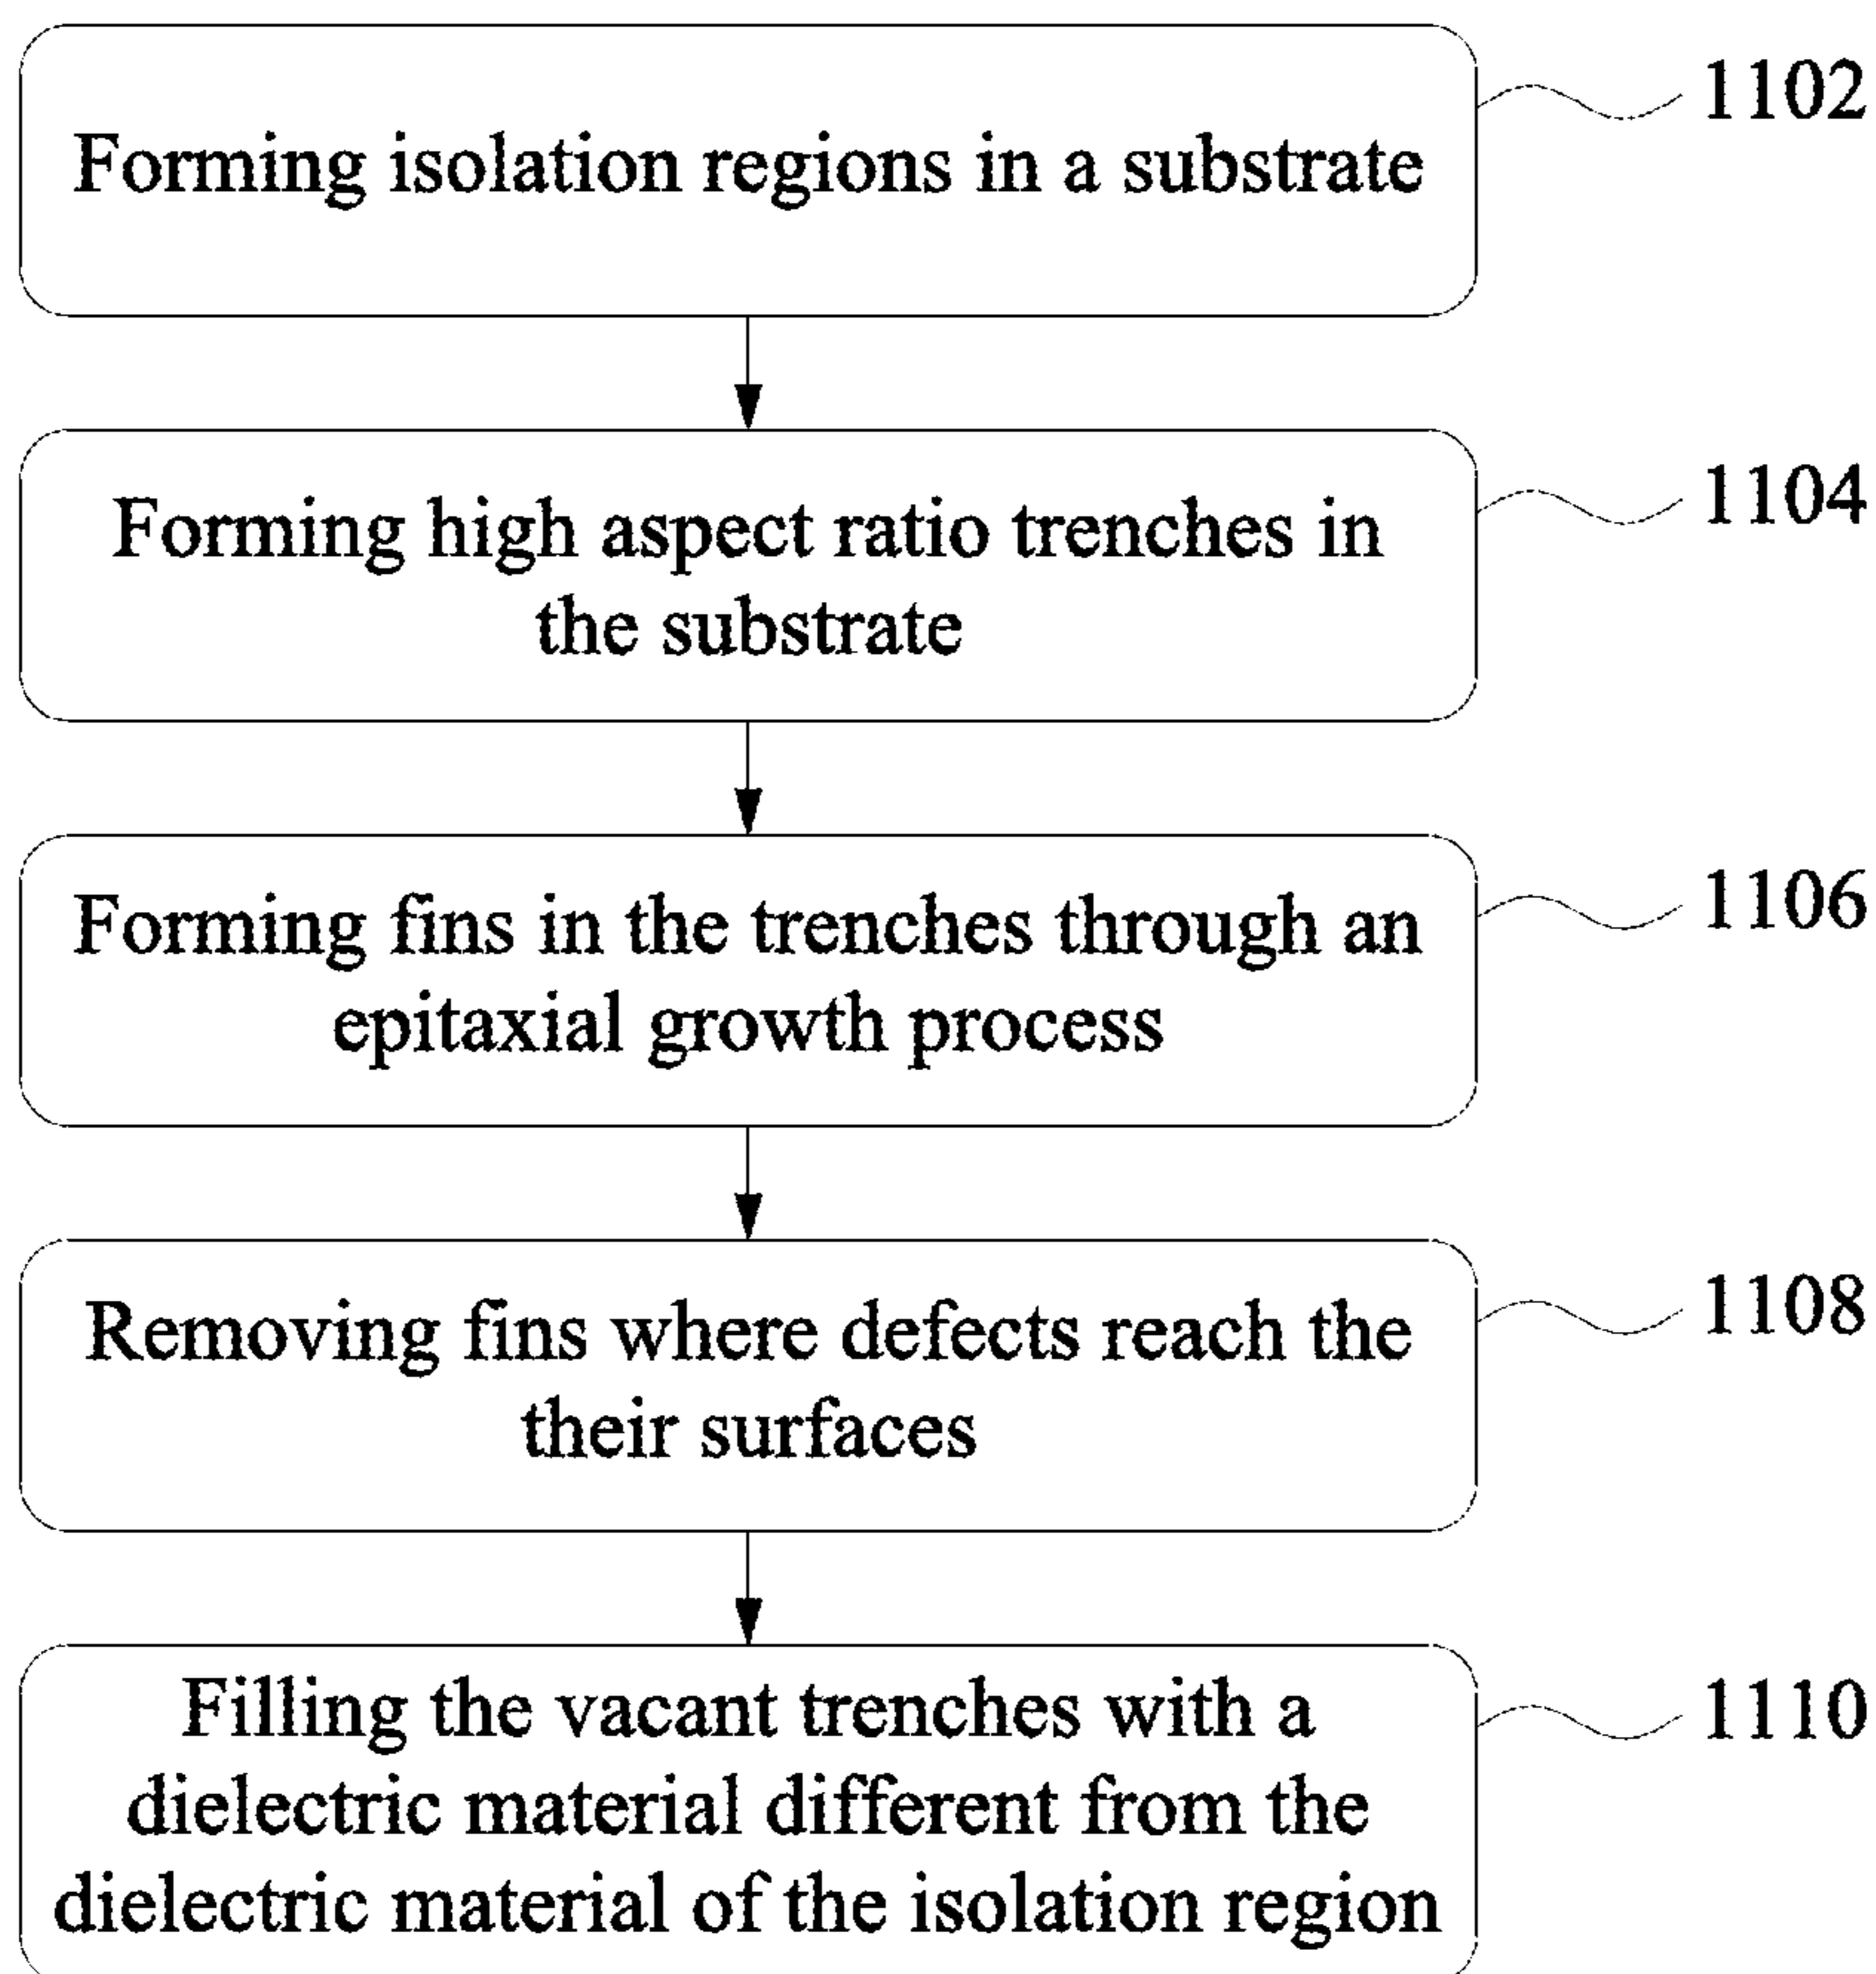 Forming isolation regions in a substrate
1102
Forming high aspect ratio trenches in
the substrate
1104
Forming fins in the trenches through an
epitaxial growth process
1106
Removing fins where defects reach the
their surfaces
1108
Filling the vacant trenches with a
dielectric material different from the
dielectric material of the isolation region
1110